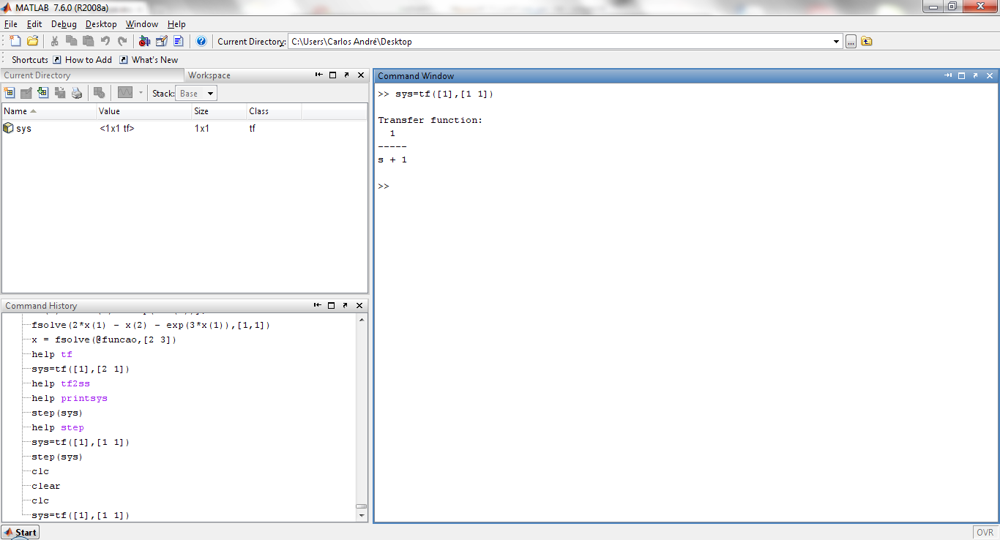 MATLAB 7.6.0 (R2008a)
File Edit Debug Desktop Window Help
Current Directory: C:\Users\Carlos André\Desktop ...
Shortcuts How to Add What's New
Current Directory Workspace
Stack: Base
Name Value Size Class
sys <1x1 tf> 1x1 tf
Command History
fsolve(2*x(1) - x(2) - exp(3*x(1)),[1,1])
x = fsolve(@funcao,[2 3])
help tf
sys=tf([1],[2 1])
help tf2ss
help printsys
step(sys)
help step
sys=tf([1],[1 1])
step(sys)
clc
clear
clc
sys=tf([1],[1 1])
Command Window
>> sys=tf([1],[1 1])
Transfer function:
1
-----
s + 1
>>
Start
OVR